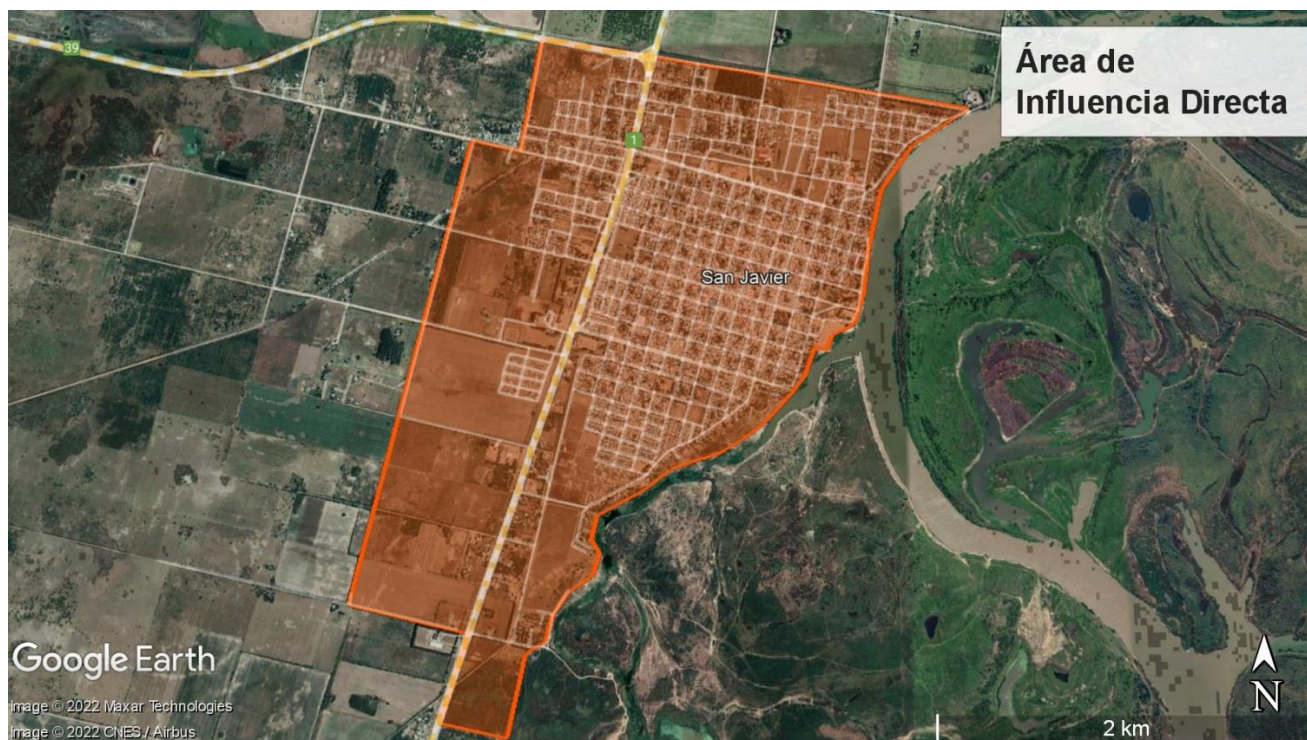 39
Área de
Influencia Directa
1
San Javier
Google Earth
Image © 2022 Maxar Technologies
Image © 2022 CNES / Airbus
N
2 km